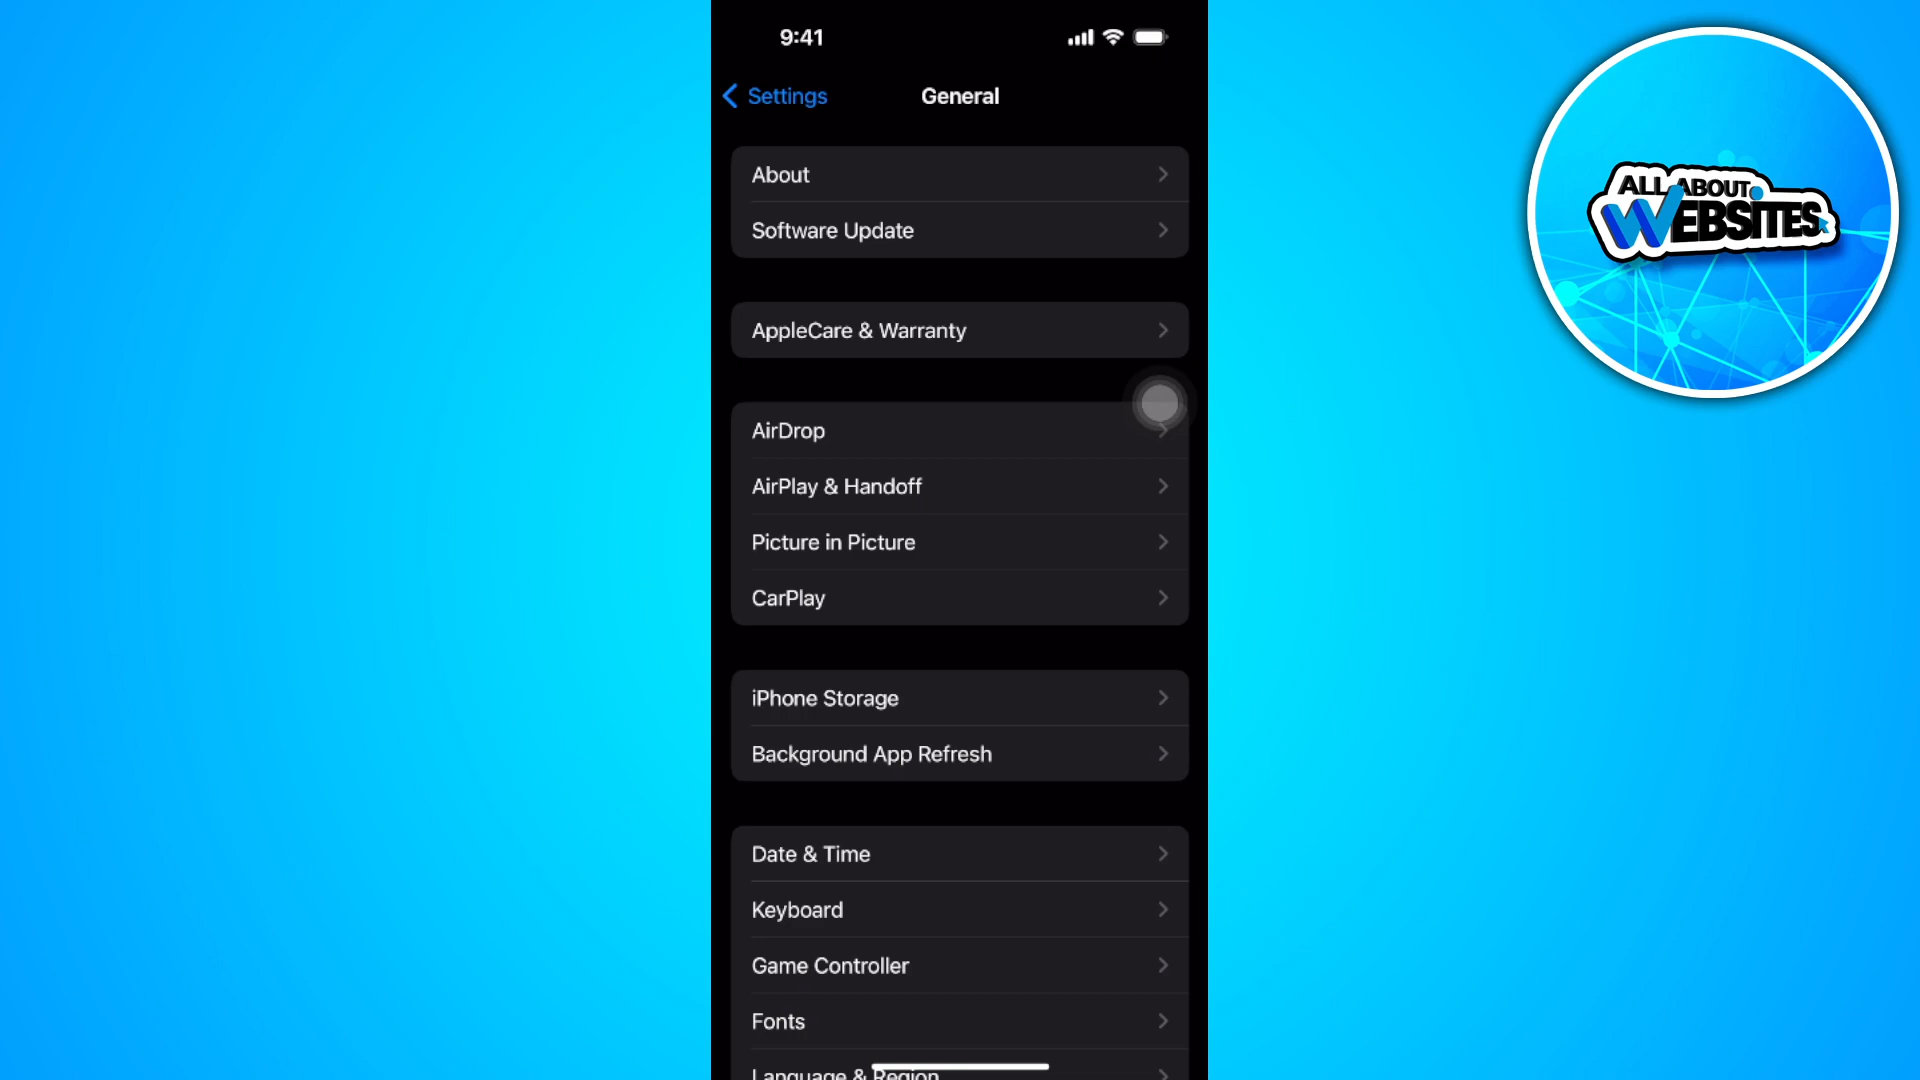 9:41
Settings
General
About
Software Update
AppleCare & Warranty
AirDrop
AirPlay & Handoff
Picture in Picture
CarPlay
iPhone Storage
Background App Refresh
Date & Time
Keyboard
Game Controller
Fonts
Language & Region
ALL ABOUT
WEBSITES